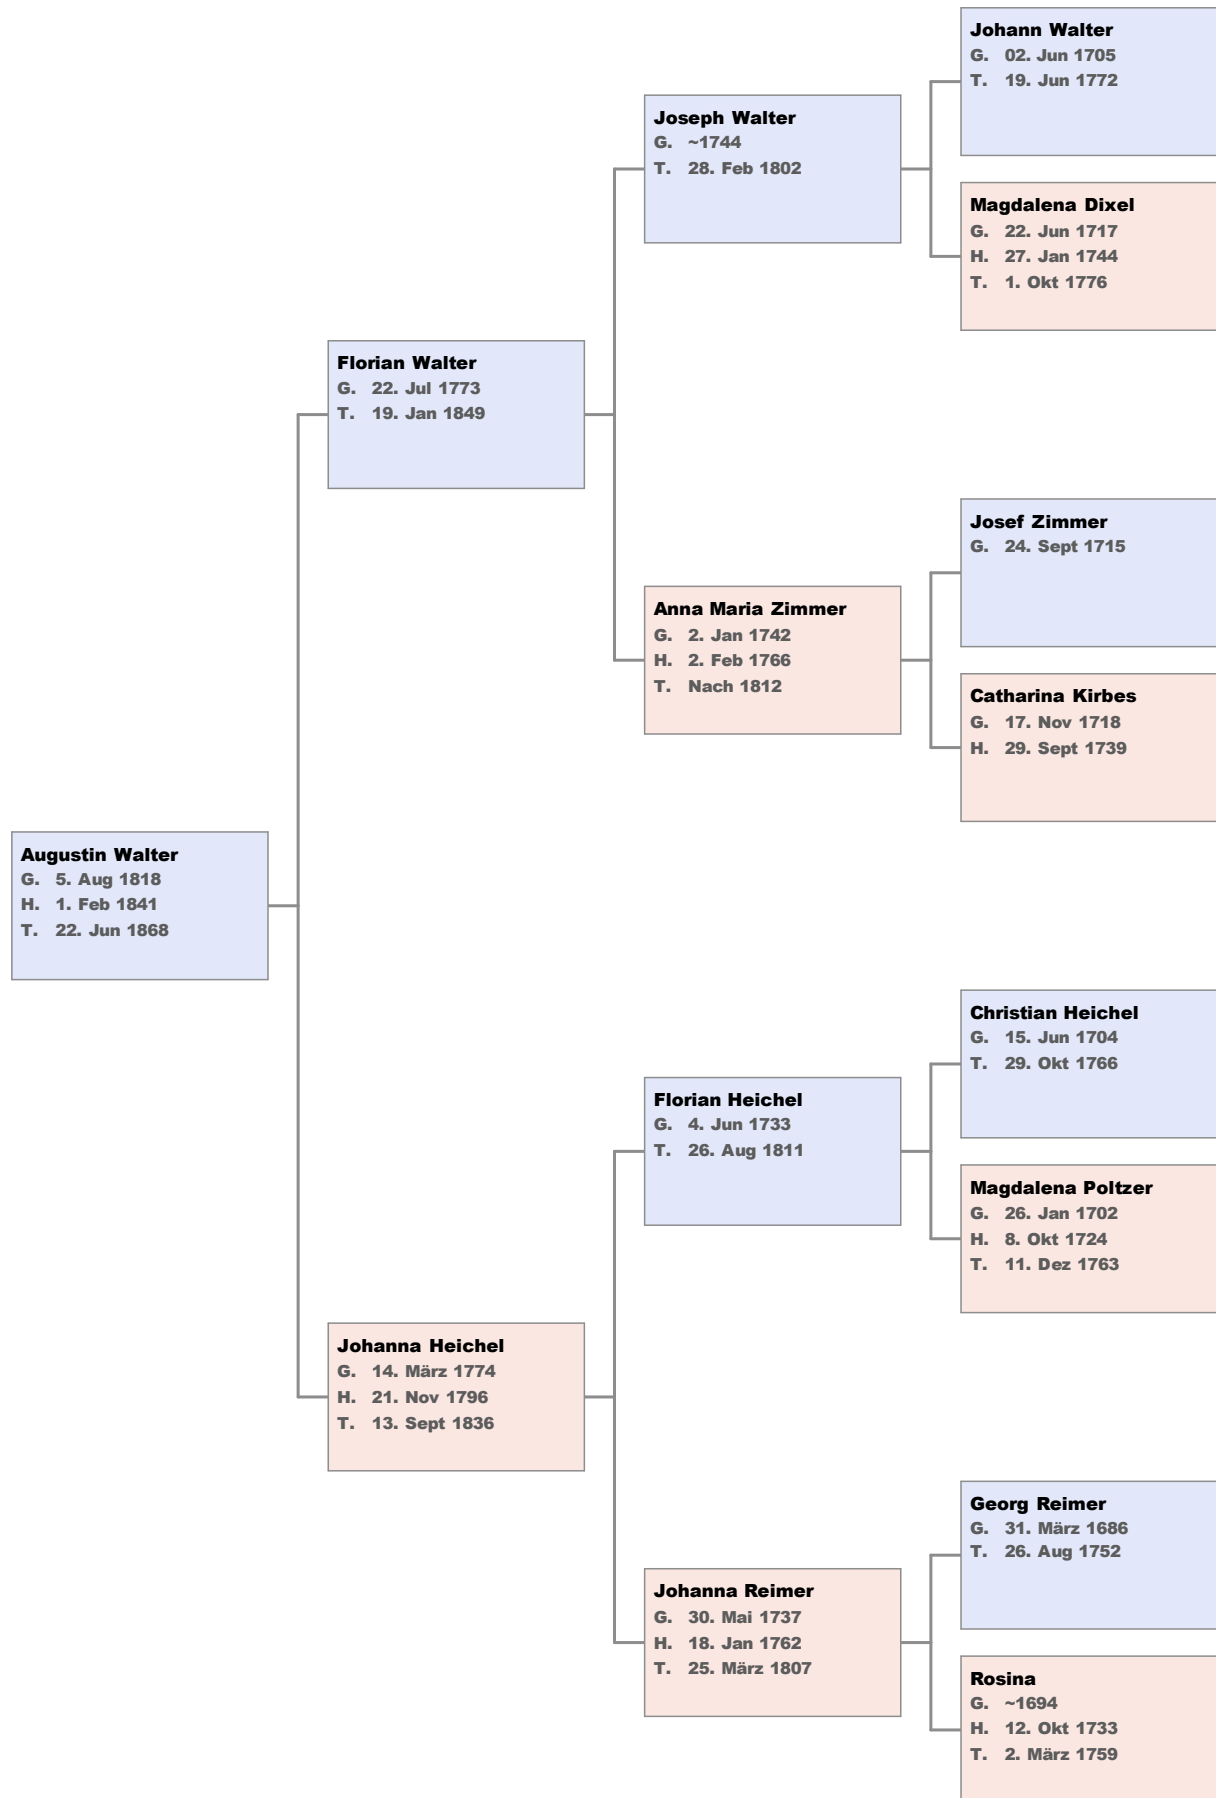 Johann Walter
G. 02. Jun 1705
T. 19. Jun 1772
Joseph Walter
G. ~1744
T. 28. Feb 1802
Magdalena Dixel
G. 22. Jun 1717
H. 27. Jan 1744
T. 1. Okt 1776
Florian Walter
G. 22. Jul 1773
T. 19. Jan 1849
Josef Zimmer
G. 24. Sept 1715
Anna Maria Zimmer
G. 2. Jan 1742
H. 2. Feb 1766
T. Nach 1812
Catharina Kirbes
G. 17. Nov 1718
H. 29. Sept 1739
Augustin Walter
G. 5. Aug 1818
H. 1. Feb 1841
T. 22. Jun 1868
Christian Heichel
G. 15. Jun 1704
T. 29. Okt 1766
Florian Heichel
G. 4. Jun 1733
T. 26. Aug 1811
Magdalena Poltzer
G. 26. Jan 1702
H. 8. Okt 1724
T. 11. Dez 1763
Johanna Heichel
G. 14. März 1774
H. 21. Nov 1796
T. 13. Sept 1836
Georg Reimer
G. 31. März 1686
T. 26. Aug 1752
Johanna Reimer
G. 30. Mai 1737
H. 18. Jan 1762
T. 25. März 1807
Rosina
G. ~1694
H. 12. Okt 1733
T. 2. März 1759